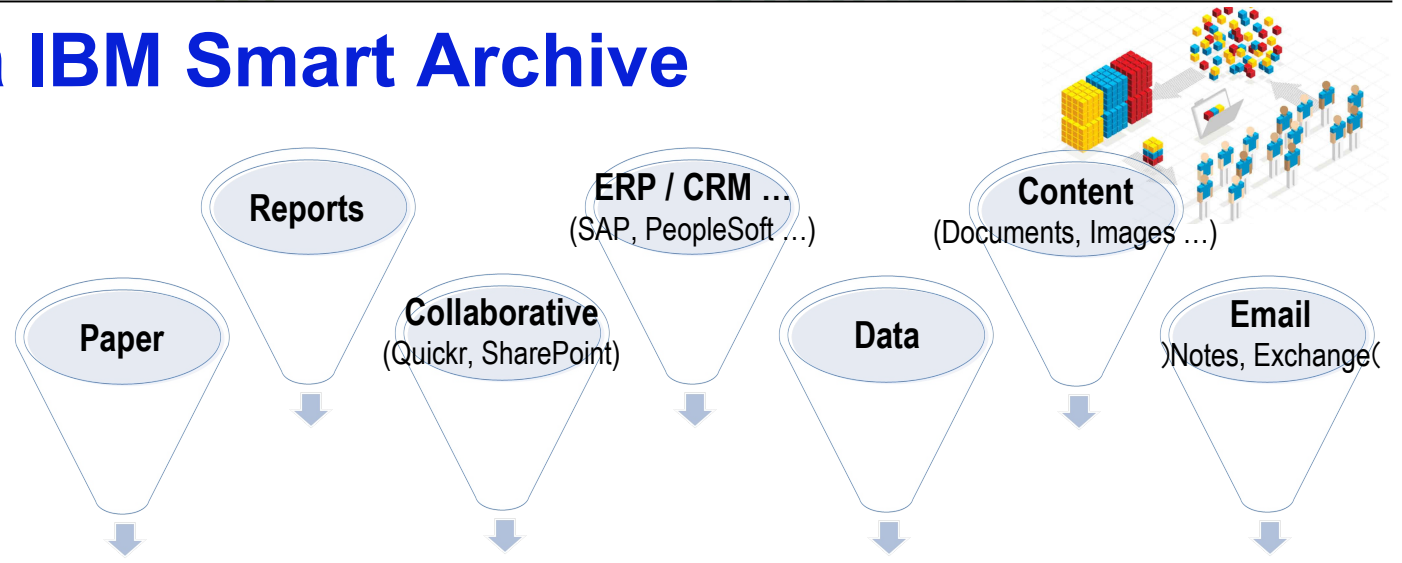 IBM Smart Archive
Reports
ERP / CRM ...
(SAP, PeopleSoft ...)
Content
(Documents, Images ...)
Paper
Collaborative
(Quickr, SharePoint)
Data
Email
)Notes, Exchange(